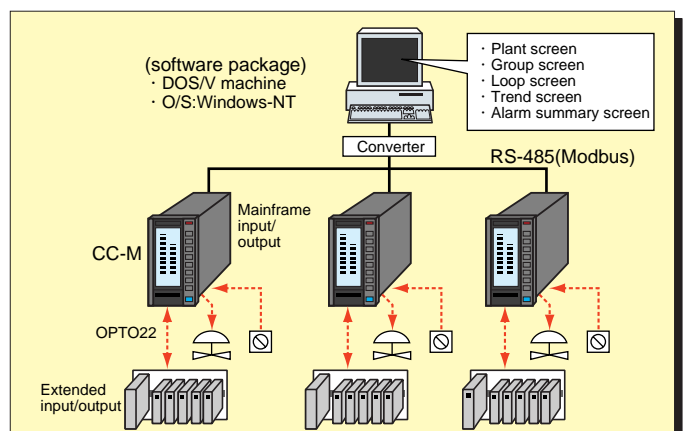 (software package)
· DOS/V machine
· O/S:Windows-NT
· Plant screen
· Group screen
· Loop screen
· Trend screen
· Alarm summary screen
Converter
RS-485(Modbus)
Mainframe
input/
output
CC-M
OPTO22
Extended
input/output